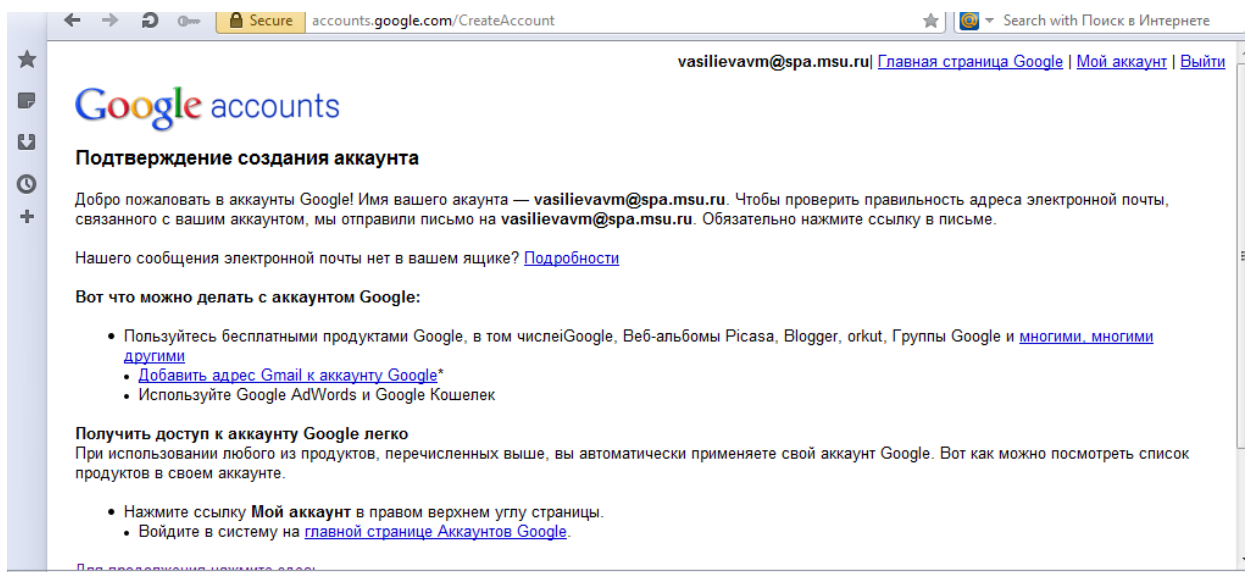 Secure accounts.google.com/CreateAccount Search with Поиск в Интернете
vasilievavm@spa.msu.ru| Главная страница Google | Мой аккаунт | Выйти
Google accounts
Подтверждение создания аккаунта
Добро пожаловать в аккаунты Google! Имя вашего акаунта — vasilievavm@spa.msu.ru. Чтобы проверить правильность адреса электронной почты,
связанного с вашим аккаунтом, мы отправили письмо на vasilievavm@spa.msu.ru. Обязательно нажмите ссылку в письме.
Нашего сообщения электронной почты нет в вашем ящике? Подробности
Вот что можно делать с аккаунтом Google:
• Пользуйтесь бесплатными продуктами Google, в том числеiGoogle, Веб-альбомы Picasa, Blogger, orkut, Группы Google и многими, многими
другими
• Добавить адрес Gmail к аккаунту Google*
• Используйте Google AdWords и Google Кошелек
Получить доступ к аккаунту Google легко
При использовании любого из продуктов, перечисленных выше, вы автоматически применяете свой аккаунт Google. Вот как можно посмотреть список
продуктов в своем аккаунте.
• Нажмите ссылку Мой аккаунт в правом верхнем углу страницы.
• Войдите в систему на главной странице Аккаунтов Google.
Для продолжения нажмите здесь